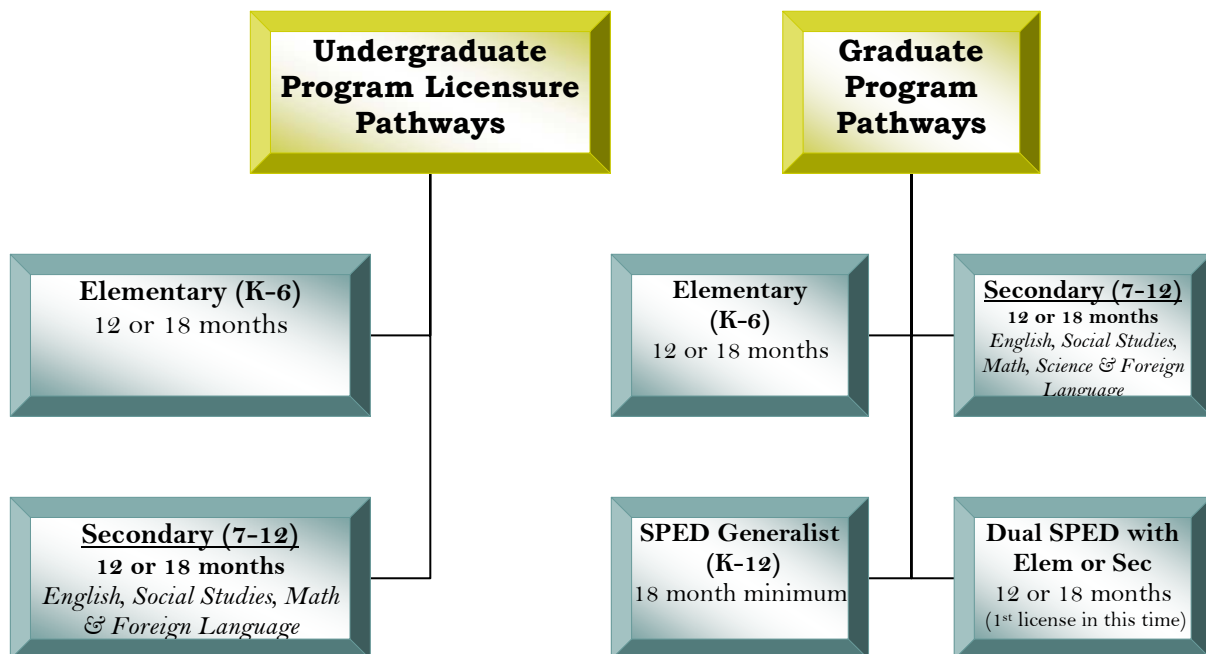 Undergraduate
Program Licensure
Pathways
Graduate
Program
Pathways
Elementary (K-6)
12 or 18 months
Elementary
(K-6)
12 or 18 months
Secondary (7-12)
12 or 18 months
English, Social Studies,
Math, Science & Foreign
Language
Secondary (7-12)
12 or 18 months
English, Social Studies, Math
& Foreign Language
SPED Generalist
(K-12)
18 month minimum
Dual SPED with
Elem or Sec
12 or 18 months
(1st license in this time)